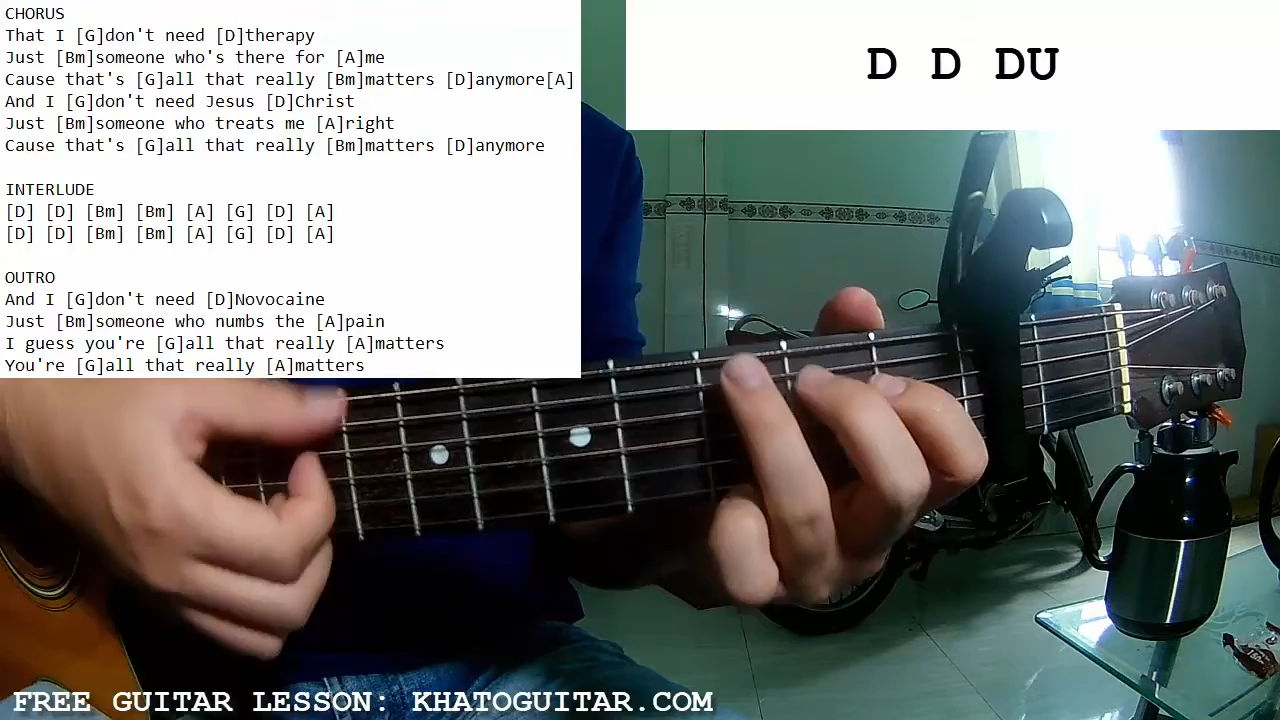 CHORUS
That I [G]don't need [D]therapy
Just [Bm]someone who's there for [A]me
Cause that's [G]all that really [Bm]matters [D]anymore[A]
And I [G]don't need Jesus [D]Christ
Just [Bm]someone who treats me [A]right
Cause that's [G]all that really [Bm]matters [D]anymore
INTERLUDE
[D] [D] [Bm] [Bm] [A] [G] [D] [A]
[D] [D] [Bm] [Bm] [A] [G] [D] [A]
OUTRO
And I [G]don't need [D]Novocaine
Just [Bm]someone who numbs the [A]pain
I guess you're [G]all that really [A]matters
You're [G]all that really [A]matters
D D DU
FREE GUITAR LESSON: KHATOGUITAR.COM